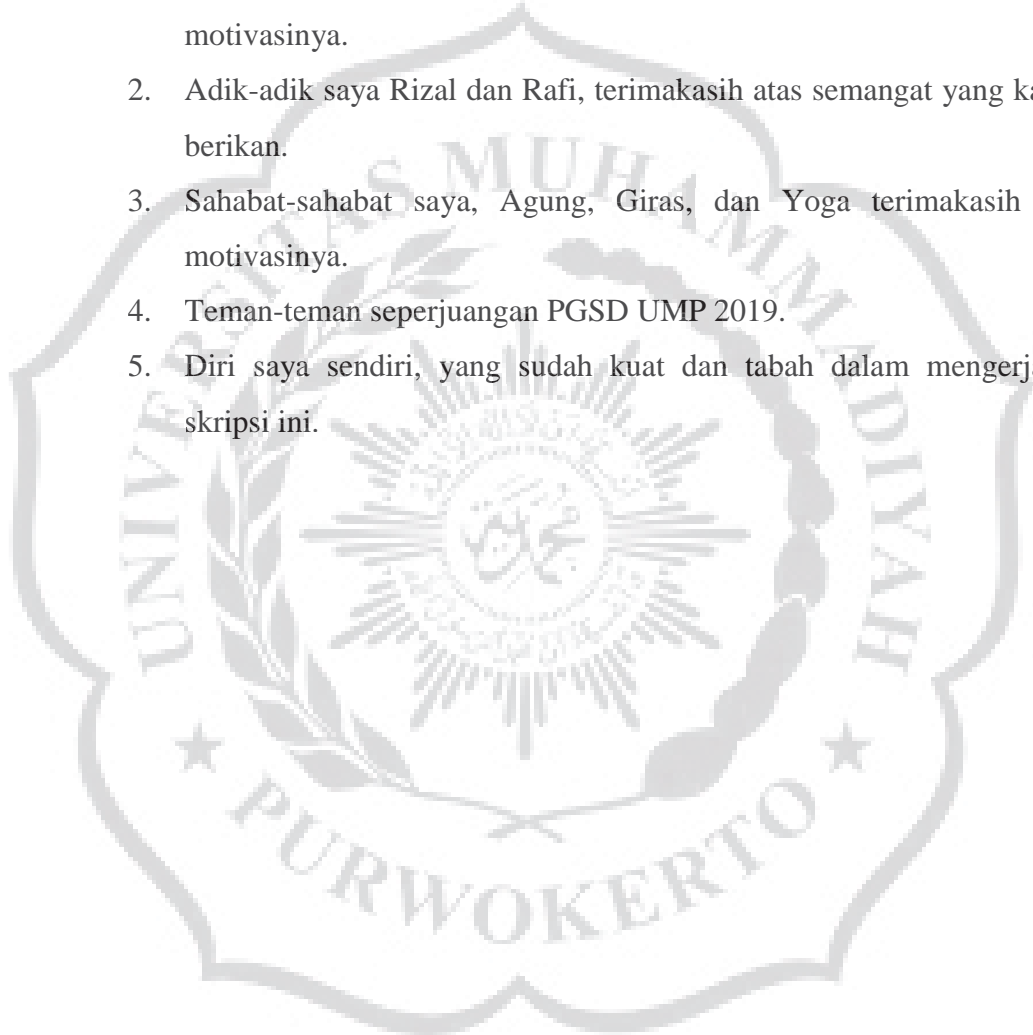 motivasinya.
2. Adik-adik saya Rizal dan Rafi, terimakasih atas semangat yang ka
berikan.
3. Sahabat-sahabat saya, Agung, Giras, dan Yoga terimakasih
motivasinya.
4. Teman-teman seperjuangan PGSD UMP 2019.
5. Diri saya sendiri, yang sudah kuat dan tabah dalam mengerja
skripsi ini.
UNIVERSITAS MUHAMMADIYAH
PURWOKERTO